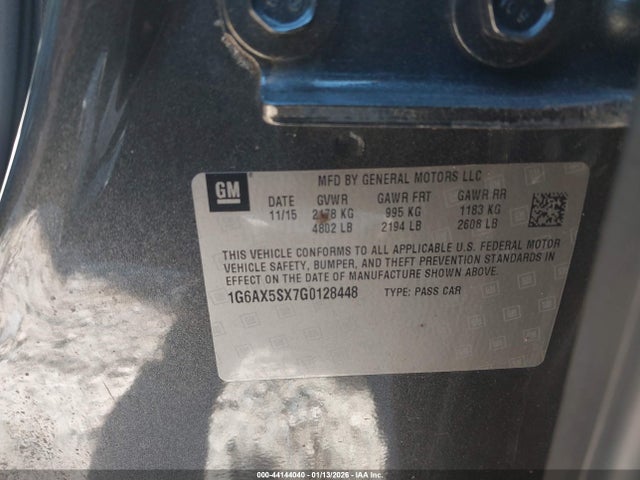 GM
MFD BY GENERAL MOTORS LLC
DATE GVWR GAWR FRT GAWR RR
11/15 2178 KG 995 KG 1183 KG
4802 LB 2194 LB 2608 LB
THIS VEHICLE CONFORMS TO ALL APPLICABLE U.S. FEDERAL MOTOR
VEHICLE SAFETY, BUMPER, AND THEFT PREVENTION STANDARDS IN
EFFECT ON THE DATE OF MANUFACTURE SHOWN ABOVE.
1G6AX5SX7G0128448 TYPE: PASS CAR
000-44144040 - 01/13/2026 - IAAI